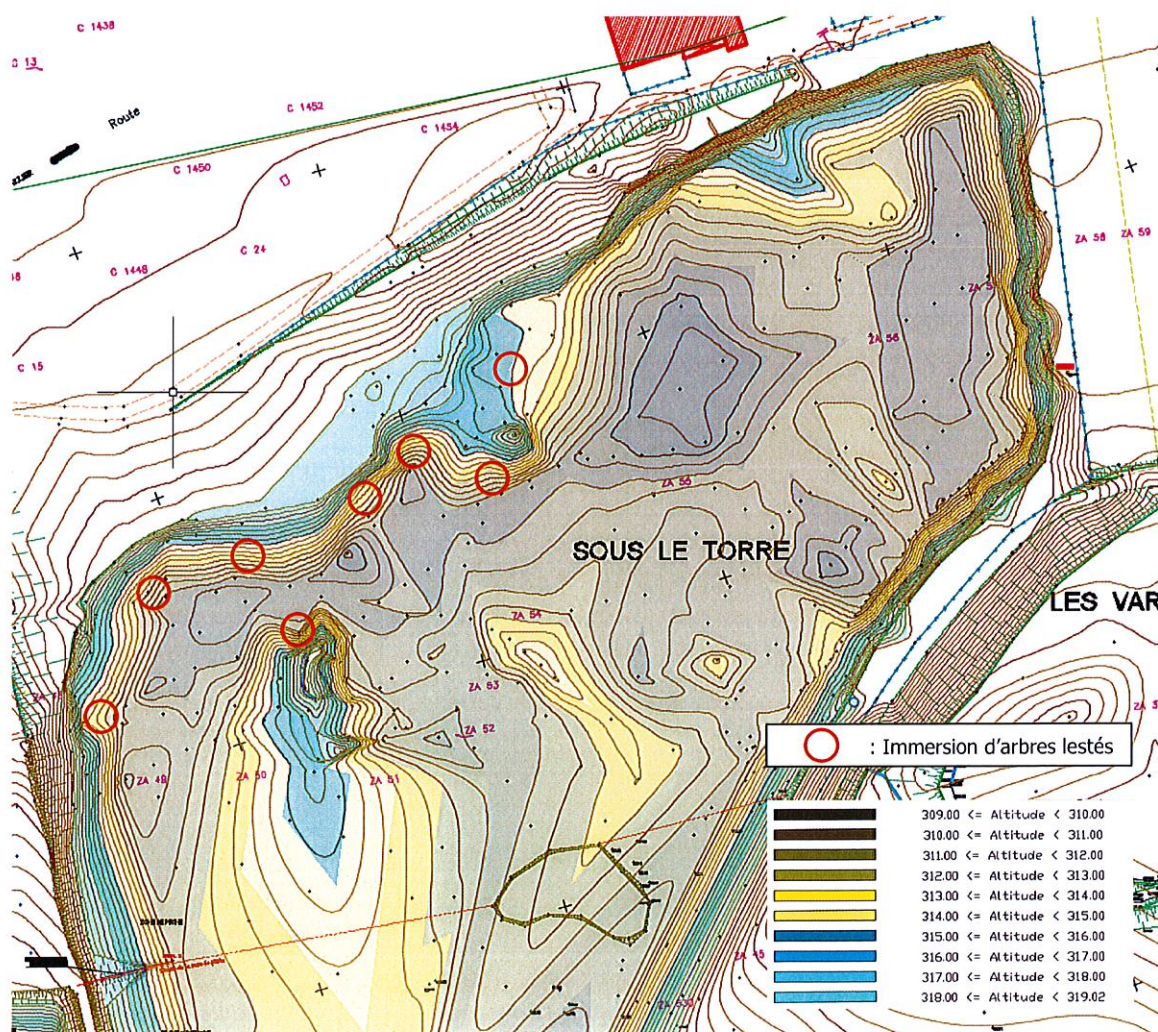 C 1438
Route
C 1452
C 1454
C 1450
C 24
C 1448
C 15
ZA 58
ZA 59
ZA 56
ZA 55
SOUS LE TORRE
LES VAR
ZA 54
ZA 53
ZA 52
ZA 49
ZA 50
ZA 51
: Immersion d'arbres lestés
309.00 <= Altitude < 310.00
310.00 <= Altitude < 311.00
311.00 <= Altitude < 312.00
312.00 <= Altitude < 313.00
313.00 <= Altitude < 314.00
314.00 <= Altitude < 315.00
315.00 <= Altitude < 316.00
316.00 <= Altitude < 317.00
317.00 <= Altitude < 318.00
318.00 <= Altitude < 319.02
ZA 45
ZA 530